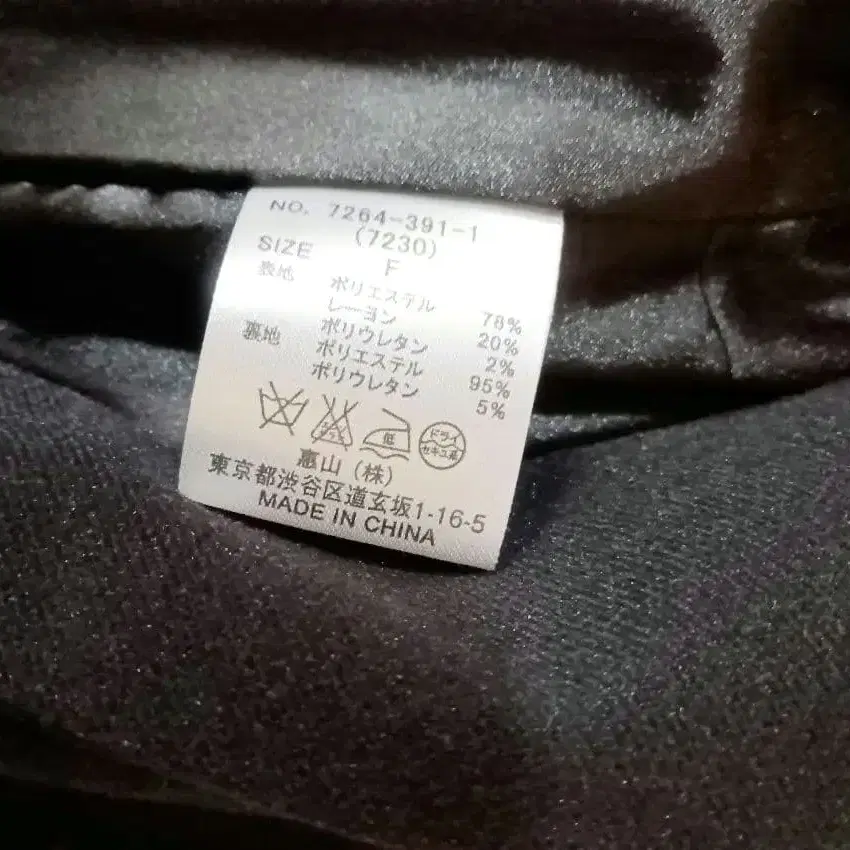 NO. 7264-391-1
(7230)
SIZE F
表地 ポリエステル 78%
レーヨン 20%
ポリウレタン 2%
裏地 ポリエステル 95%
ポリウレタン 5%
低 ドライ セキユ系
惠山(株)
東京都渋谷区道玄坂1-16-5
MADE IN CHINA